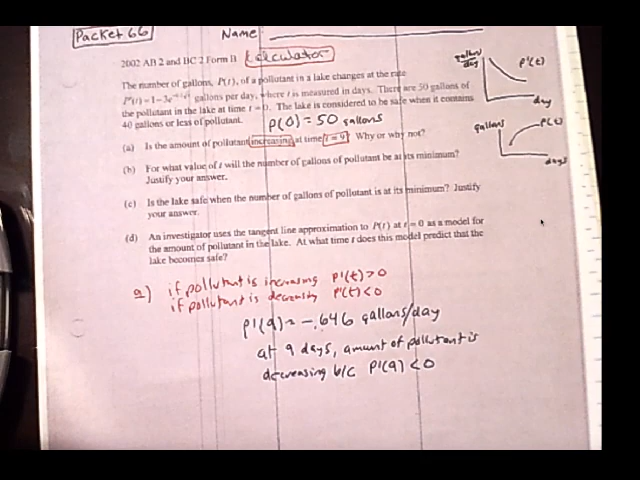 Packet 66
Name:
2002 AB 2 and BC 2 Form B Calculator
The number of gallons, P(t), of a pollutant in a lake changes at the rate
P'(t) = 1 − 3e gallons per day, where t is measured in days. There are 50 gallons of
the pollutant in the lake at time t = 0. The lake is considered to be safe when it contains
40 gallons or less of pollutant.
P(0) = 50 gallons
(a) Is the amount of pollutant increasing at time t = 9? Why or why not?
(b) For what value of t will the number of gallons of pollutant be at its minimum?
Justify your answer.
(c) Is the lake safe when the number of gallons of pollutant is at its minimum? Justify
your answer.
(d) An investigator uses the tangent line approximation to P(t) at t = 0 as a model for
the amount of pollutant in the lake. At what time t does this model predict that the
lake becomes safe?
gallons
day
P'(t)
day
gallons
P(t)
days
a) if pollutant is increasing P'(t) > 0
if pollutant is decreasing P'(t) < 0
P'(9) = -.646 gallons/day
at 9 days, amount of pollutant is
decreasing b/c P'(9) < 0